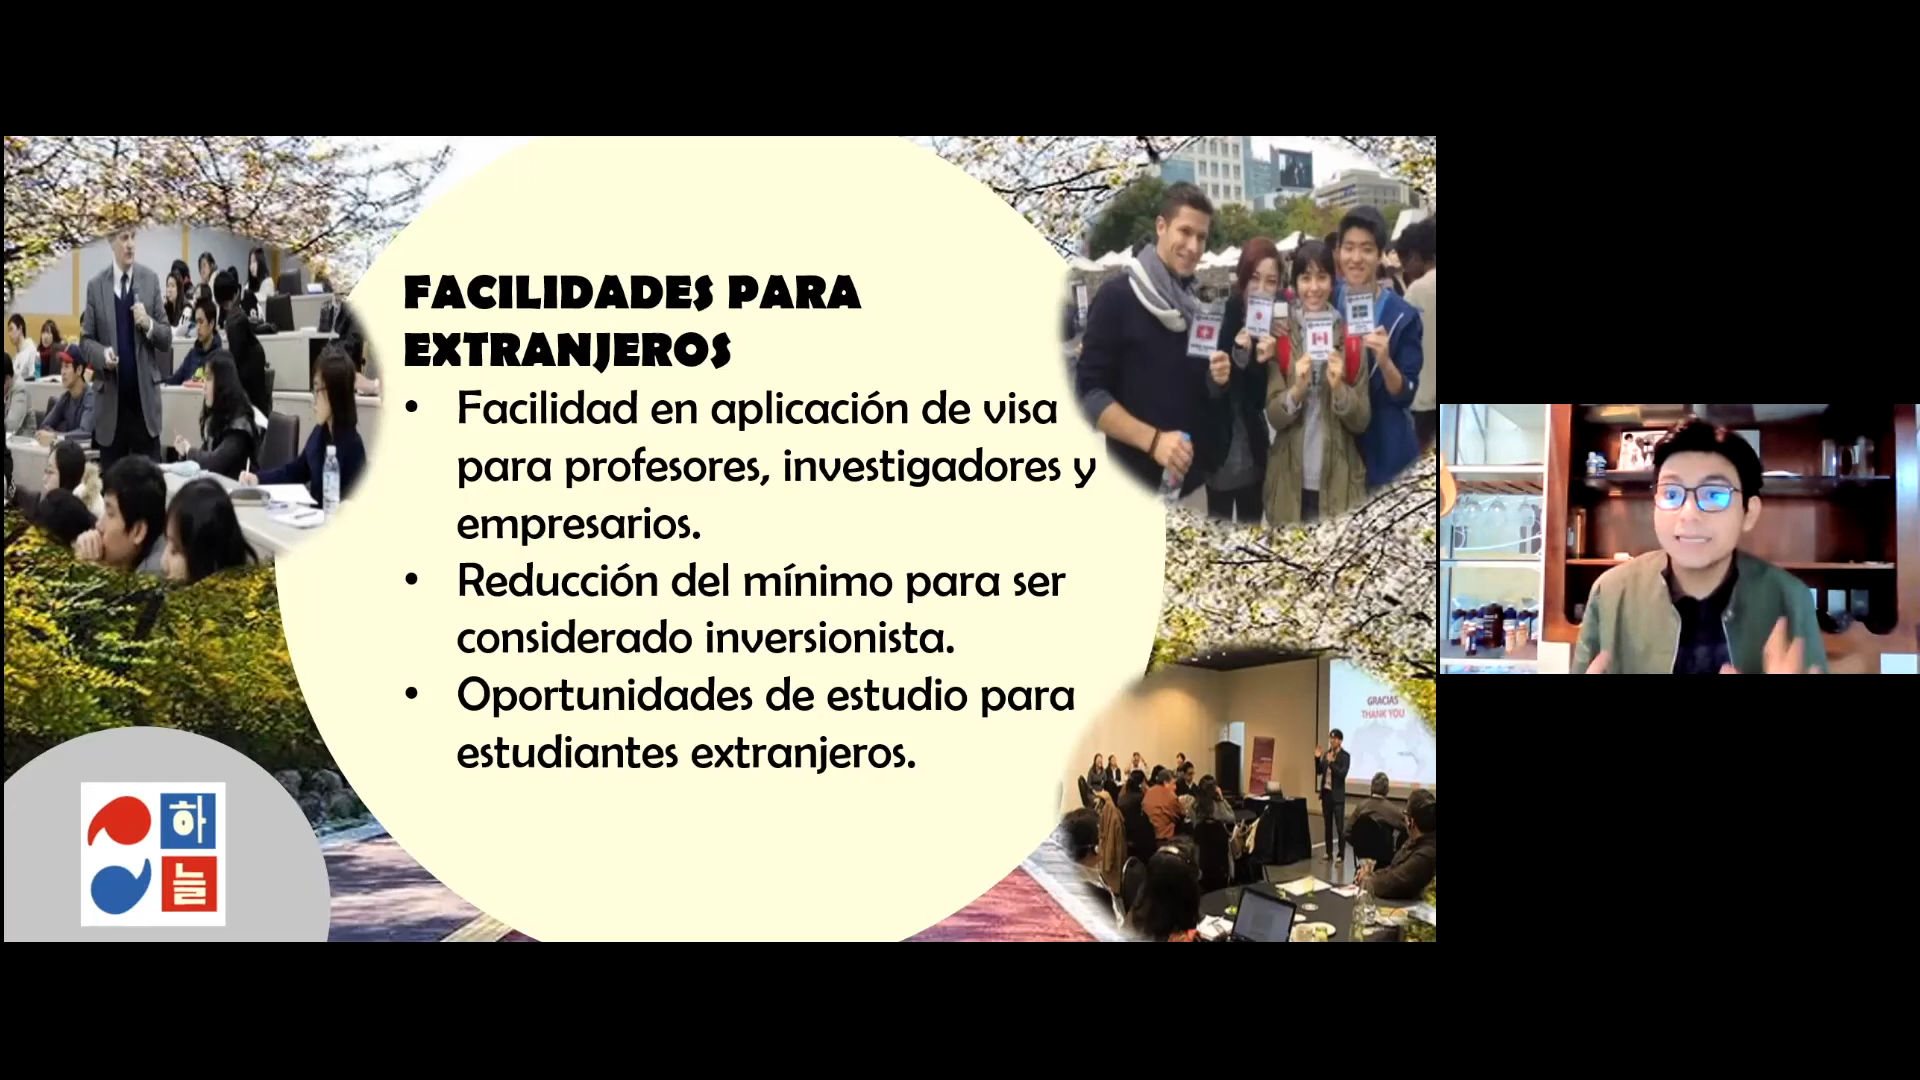 FACILIDADES PARA
EXTRANJEROS
• Facilidad en aplicación de visa
para profesores, investigadores y
empresarios.
• Reducción del mínimo para ser
considerado inversionista.
• Oportunidades de estudio para
estudiantes extranjeros.
GRACIAS
THANK YOU
하
늘